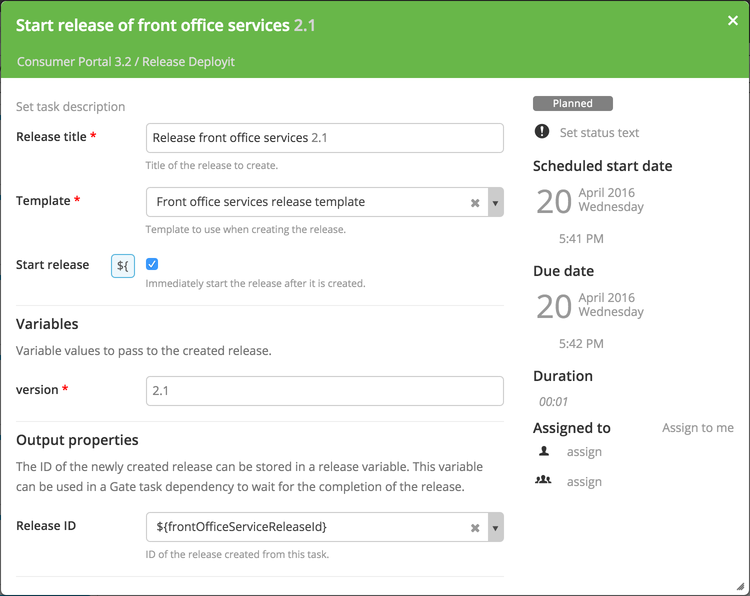 Start release of front office services 2.1
Consumer Portal 3.2 / Release Deployit
Set task description
Release title *
Release front office services 2.1
Title of the release to create.
Template *
Front office services release template
Template to use when creating the release.
Start release
${
Immediately start the release after it is created.
Variables
Variable values to pass to the created release.
version *
2.1
Output properties
The ID of the newly created release can be stored in a release variable. This variable
can be used in a Gate task dependency to wait for the completion of the release.
Release ID
${frontOfficeServiceReleaseId}
ID of the release created from this task.
Planned
Set status text
Scheduled start date
20
April 2016
Wednesday
5:41 PM
Due date
20
April 2016
Wednesday
5:42 PM
Duration
00:01
Assigned to
Assign to me
assign
assign